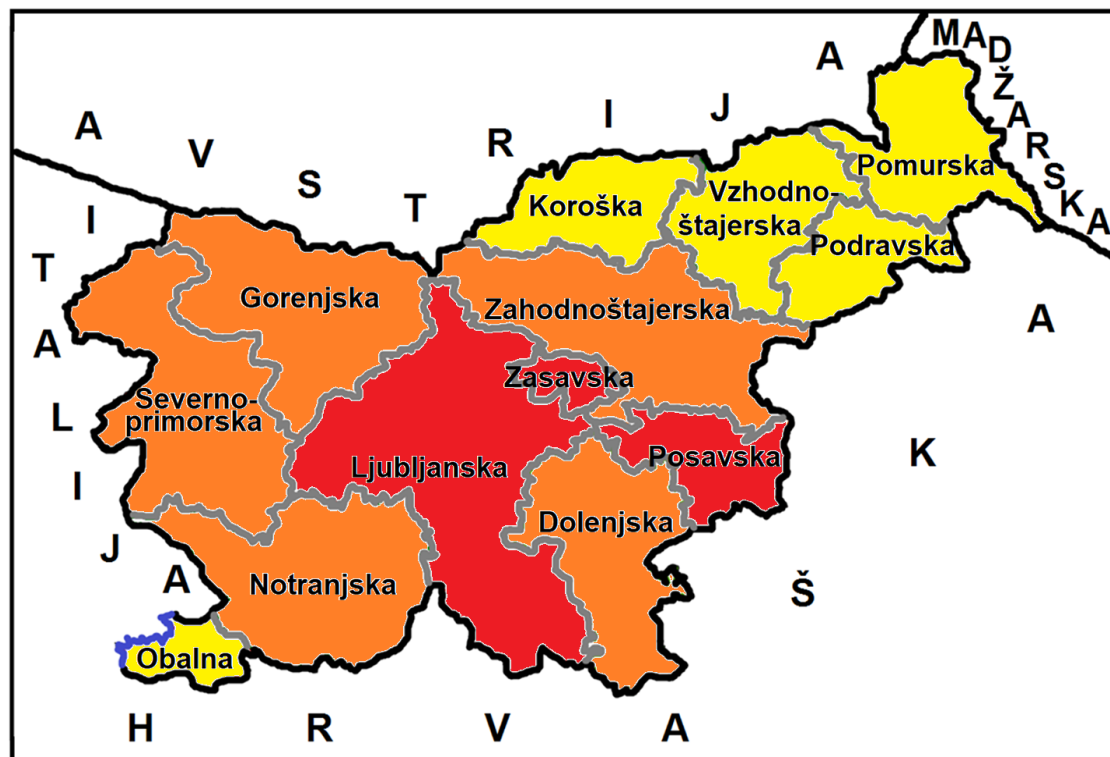 AVSTRIJA
MADŽARSKA
ITALIJA
HRVAŠKA
Pomurska
Koroška
Vzhodno-
štajerska
Podravska
Gorenjska
Zahodnoštajerska
Zasavska
Severno-
primorska
Ljubljanska
Posavska
Dolenjska
Notranjska
Obalna